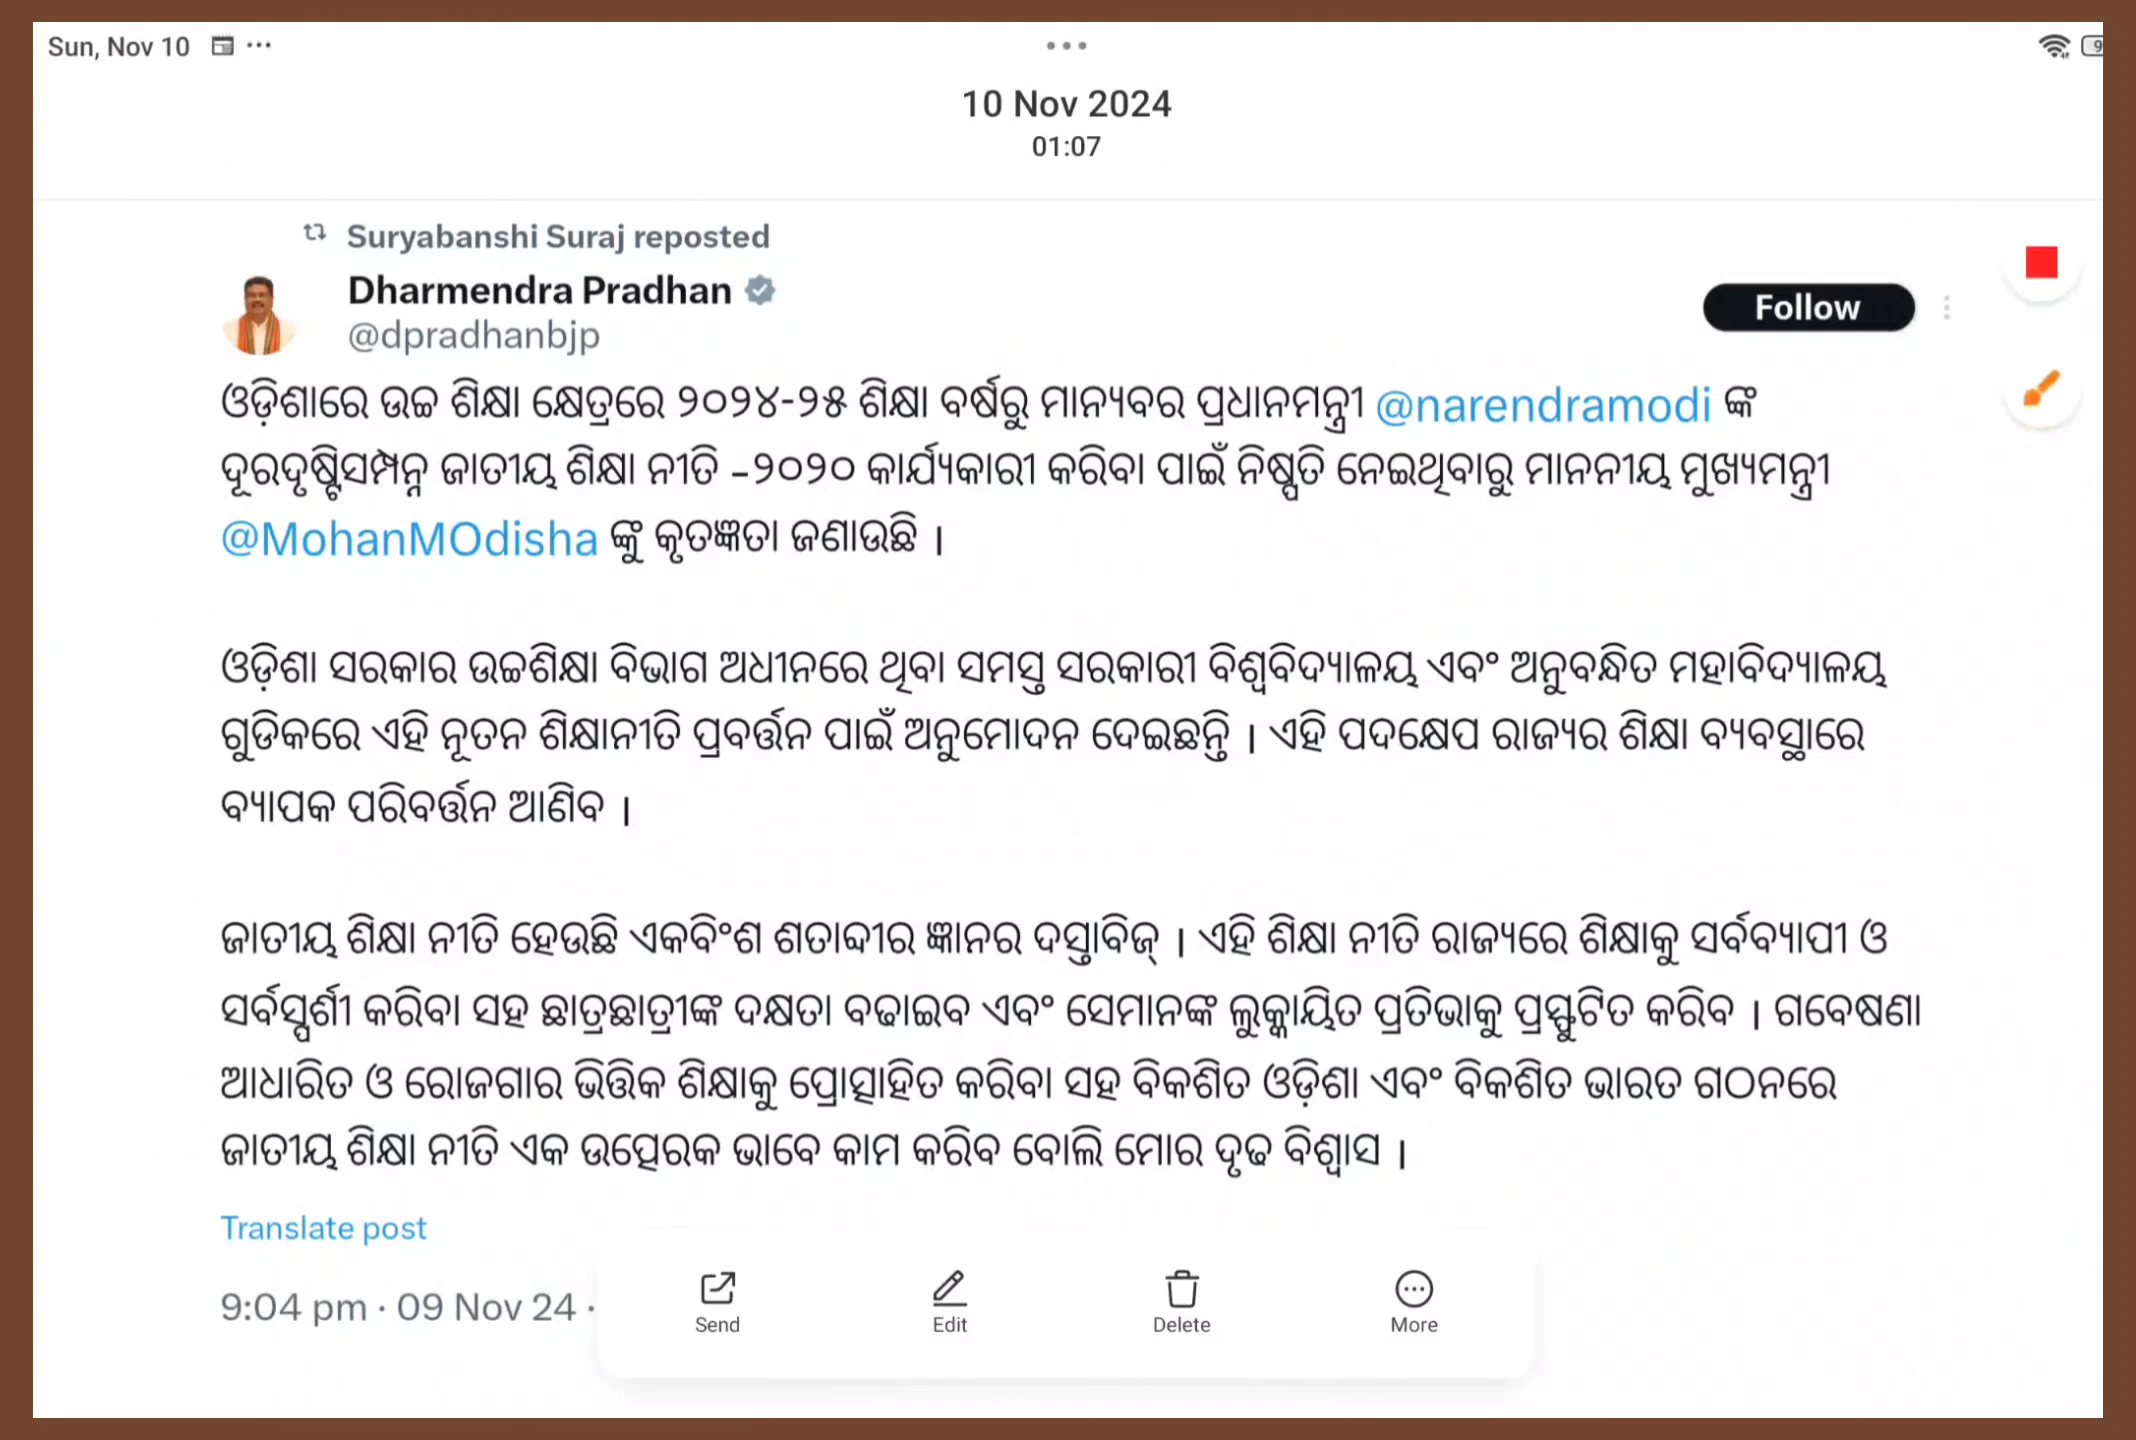 Sun, Nov 10
10 Nov 2024
01:07
Suryabanshi Suraj reposted
Dharmendra Pradhan
@dpradhanbjp
Follow
ଓଡ଼ିଶାରେ ଉଚ୍ଚ ଶିକ୍ଷା କ୍ଷେତ୍ରରେ ୨୦୨୪-୨୫ ଶିକ୍ଷା ବର୍ଷରୁ ମାନ୍ୟବର ପ୍ରଧାନମନ୍ତ୍ରୀ @narendramodi ଙ୍କ
ଦୂରଦୃଷ୍ଟିସମ୍ପନ୍ନ ଜାତୀୟ ଶିକ୍ଷା ନୀତି -୨୦୨୦ କାର୍ଯ୍ୟକାରୀ କରିବା ପାଇଁ ନିଷ୍ପତି ନେଇଥିବାରୁ ମାନନୀୟ ମୁଖ୍ୟମନ୍ତ୍ରୀ
@MohanMOdisha ଙ୍କୁ କୃତଜ୍ଞତା ଜଣାଉଛି ।
ଓଡ଼ିଶା ସରକାର ଉଚ୍ଚଶିକ୍ଷା ବିଭାଗ ଅଧୀନରେ ଥିବା ସମସ୍ତ ସରକାରୀ ବିଶ୍ୱବିଦ୍ୟାଳୟ ଏବଂ ଅନୁବନ୍ଧିତ ମହାବିଦ୍ୟାଳୟ
ଗୁଡିକରେ ଏହି ନୂତନ ଶିକ୍ଷାନୀତି ପ୍ରବର୍ତ୍ତନ ପାଇଁ ଅନୁମୋଦନ ଦେଇଛନ୍ତି । ଏହି ପଦକ୍ଷେପ ରାଜ୍ୟର ଶିକ୍ଷା ବ୍ୟବସ୍ଥାରେ
ବ୍ୟାପକ ପରିବର୍ତ୍ତନ ଆଣିବ ।
ଜାତୀୟ ଶିକ୍ଷା ନୀତି ହେଉଛି ଏକବିଂଶ ଶତାବ୍ଦୀର ଜ୍ଞାନର ଦସ୍ତାବିଜ୍ । ଏହି ଶିକ୍ଷା ନୀତି ରାଜ୍ୟରେ ଶିକ୍ଷାକୁ ସର୍ବବ୍ୟାପୀ ଓ
ସର୍ବସ୍ପର୍ଶୀ କରିବା ସହ ଛାତ୍ରଛାତ୍ରୀଙ୍କ ଦକ୍ଷତା ବଢାଇବ ଏବଂ ସେମାନଙ୍କ ଲୁକ୍କାୟିତ ପ୍ରତିଭାକୁ ପ୍ରସ୍ଫୁଟିତ କରିବ । ଗବେଷଣା
ଆଧାରିତ ଓ ରୋଜଗାର ଭିତ୍ତିକ ଶିକ୍ଷାକୁ ପ୍ରୋତ୍ସାହିତ କରିବା ସହ ବିକଶିତ ଓଡ଼ିଶା ଏବଂ ବିକଶିତ ଭାରତ ଗଠନରେ
ଜାତୀୟ ଶିକ୍ଷା ନୀତି ଏକ ଉତ୍ପ୍ରେରକ ଭାବେ କାମ କରିବ ବୋଲି ମୋର ଦୃଢ ବିଶ୍ୱାସ ।
Translate post
9:04 pm · 09 Nov 24 ·
Send Edit Delete More